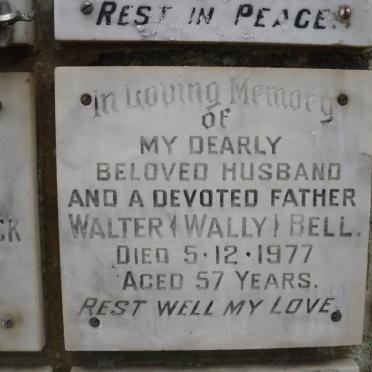 REST IN PEACE.
In Loving Memory
of
MY DEARLY
BELOVED HUSBAND
AND A DEVOTED FATHER
WALTER (WALLY) BELL.
DIED 5·12·1977
AGED 57 YEARS.
REST WELL MY LOVE.